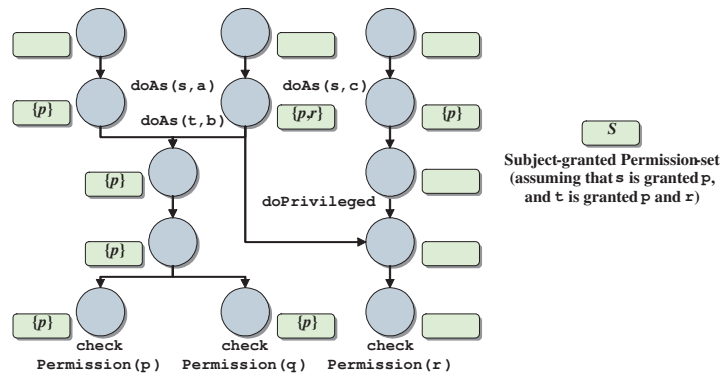 doAs(s,a)
doAs(s,c)
{p}
doAs(t,b)
{p,r}
{p}
S
Subject-granted Permission-set
(assuming that s is granted p,
and t is granted p and r)
{p}
doPrivileged
{p}
{p}
{p}
check
Permission(p)
check
Permission(q)
check
Permission(r)